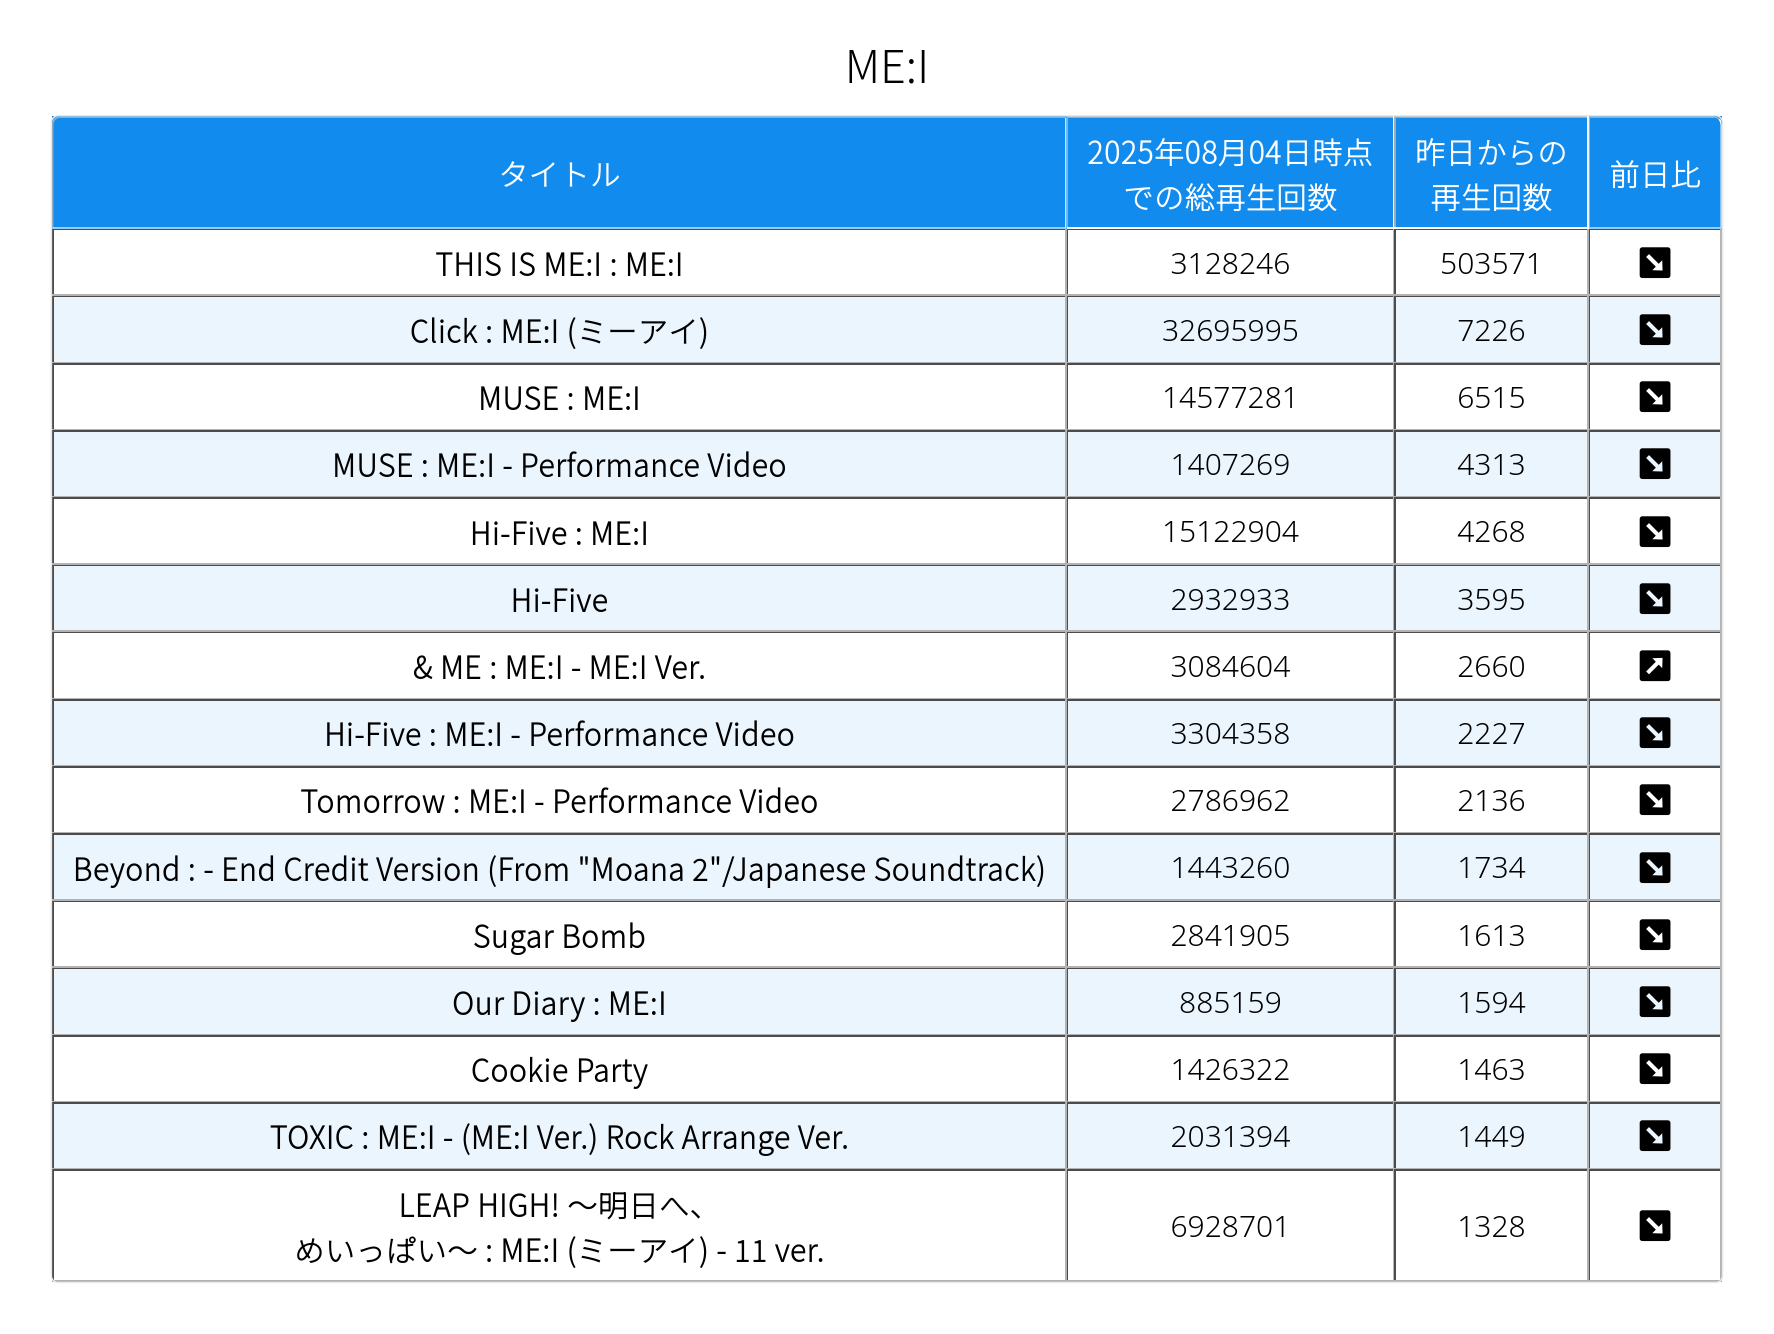 ME:I
タイトル
2025年08月04日時点
での総再生回数
昨日からの
再生回数
前日比
THIS IS ME:I : ME:I 3128246 503571
Click : ME:I (ミーアイ) 32695995 7226
MUSE : ME:I 14577281 6515
MUSE : ME:I - Performance Video 1407269 4313
Hi-Five : ME:I 15122904 4268
Hi-Five 2932933 3595
& ME : ME:I - ME:I Ver. 3084604 2660
Hi-Five : ME:I - Performance Video 3304358 2227
Tomorrow : ME:I - Performance Video 2786962 2136
Beyond : - End Credit Version (From "Moana 2"/Japanese Soundtrack) 1443260 1734
Sugar Bomb 2841905 1613
Our Diary : ME:I 885159 1594
Cookie Party 1426322 1463
TOXIC : ME:I - (ME:I Ver.) Rock Arrange Ver. 2031394 1449
LEAP HIGH! 〜明日へ、
めいっぱい〜 : ME:I (ミーアイ) - 11 ver. 6928701 1328